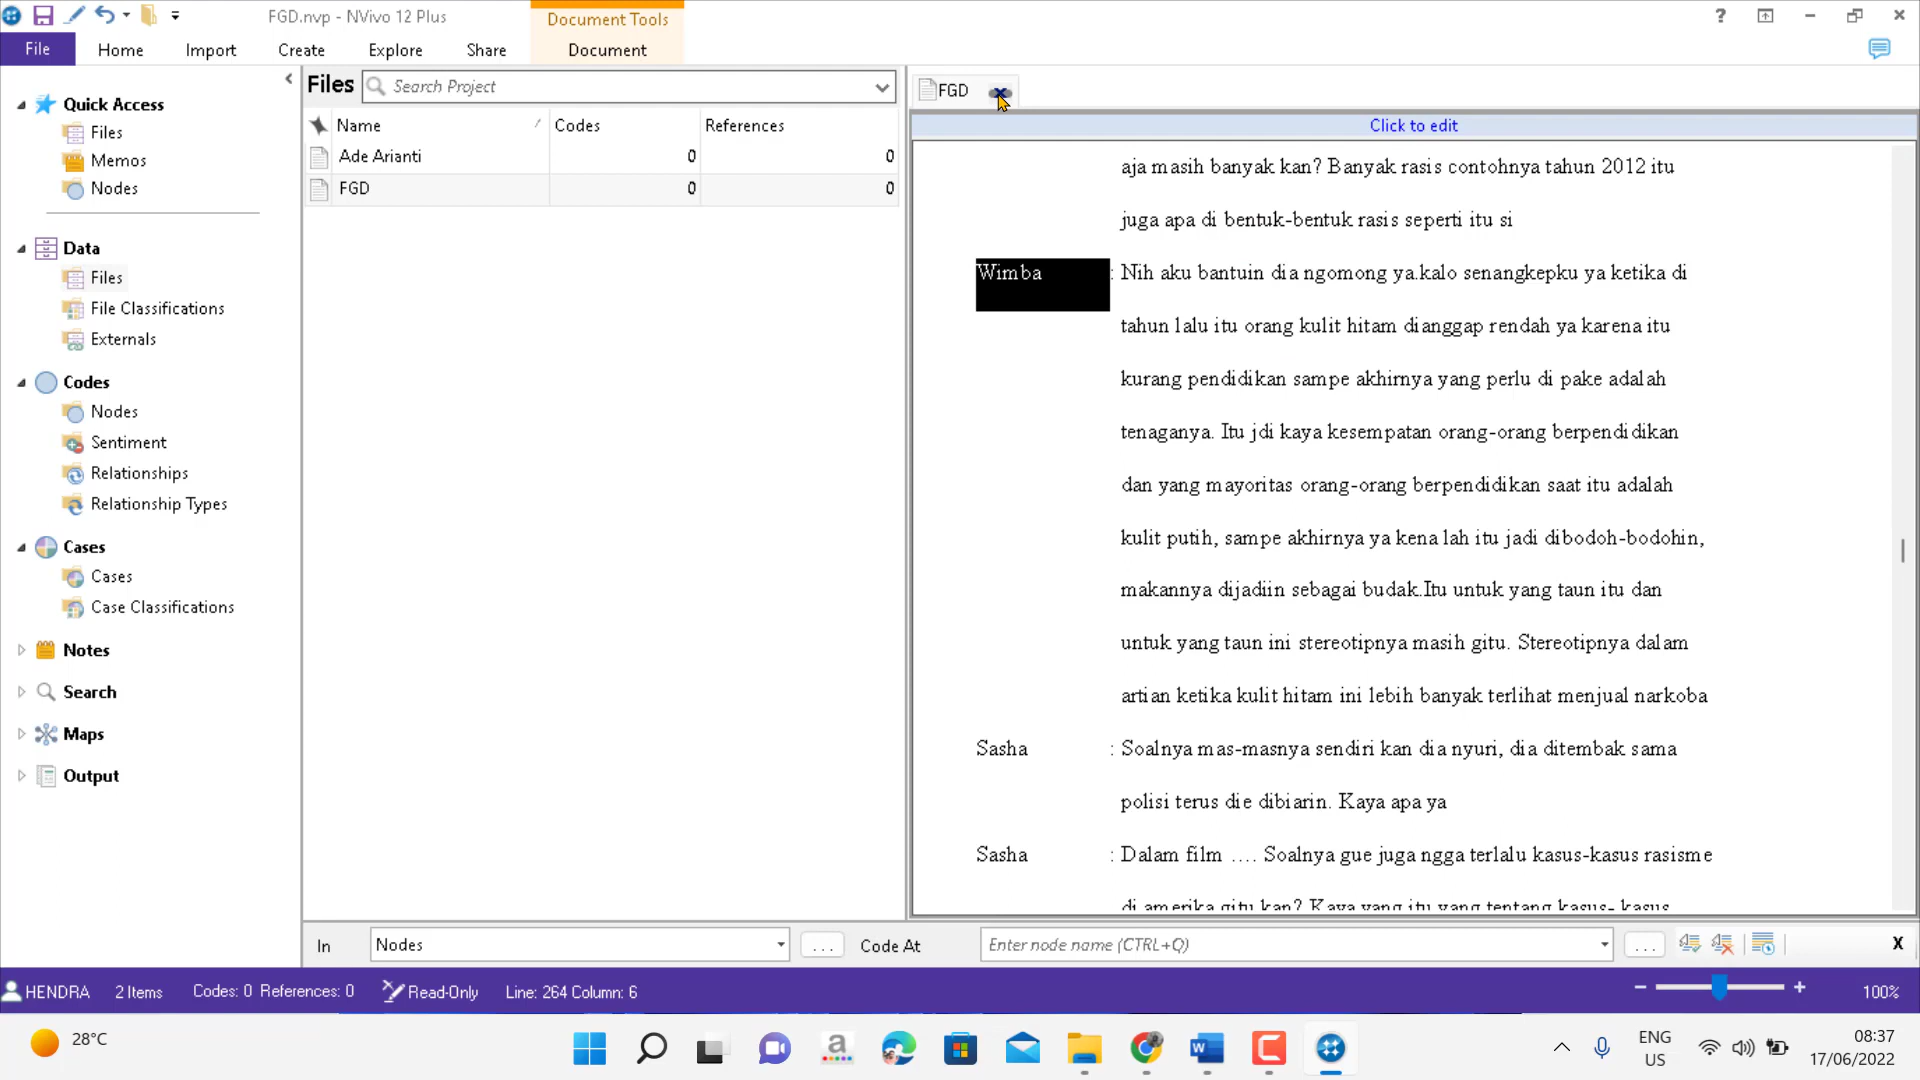 FGD.nvp - NVivo 12 Plus
Document Tools
File
Home
Import
Create
Explore
Share
Document
Quick Access
Files
Memos
Nodes
Data
Files
File Classifications
Externals
Codes
Nodes
Sentiment
Relationships
Relationship Types
Cases
Cases
Case Classifications
Notes
Search
Maps
Output
Files
Search Project
Name Codes References
Ade Arianti 0 0
FGD 0 0
FGD
Click to edit
aja masih banyak kan? Banyak rasis contohnya tahun 2012 itu
juga apa di bentuk-bentuk rasis seperti itu si
Wimba : Nih aku bantuin dia ngomong ya.kalo senangkepku ya ketika di
tahun lalu itu orang kulit hitam dianggap rendah ya karena itu
kurang pendidikan sampe akhirnya yang perlu di pake adalah
tenaganya. Itu jdi kaya kesempatan orang-orang berpendidikan
dan yang mayoritas orang-orang berpendidikan saat itu adalah
kulit putih, sampe akhirnya ya kena lah itu jadi dibodoh-bodohin,
makannya dijadiin sebagai budak.Itu untuk yang taun itu dan
untuk yang taun ini stereotipnya masih gitu. Stereotipnya dalam
artian ketika kulit hitam ini lebih banyak terlihat menjual narkoba
Sasha : Soalnya mas-masnya sendiri kan dia nyuri, dia ditembak sama
polisi terus die dibiarin. Kaya apa ya
Sasha : Dalam film .... Soalnya gue juga ngga terlalu kasus-kasus rasisme
di amerika gitu kan? Kaya yang itu yang tentang kasus- kasus
In Nodes ... Code At Enter node name (CTRL+Q) ... X
HENDRA 2 Items Codes: 0 References: 0 Read-Only Line: 264 Column: 6 100%
28°C
ENG
US
08:37
17/06/2022